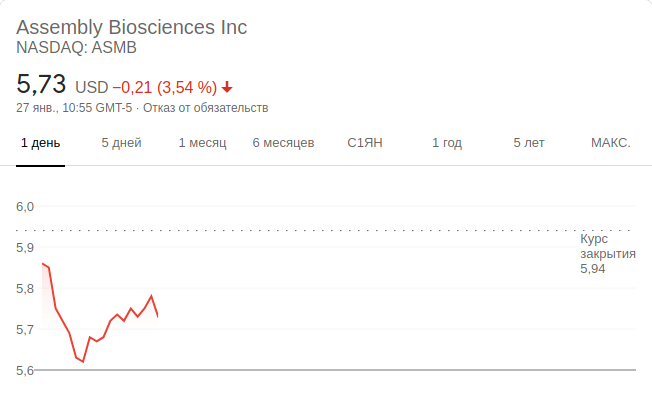 Assembly Biosciences Inc
NASDAQ: ASMB
5,73 USD −0,21 (3,54 %)
27 янв., 10:55 GMT-5 · Отказ от обязательств
1 день 5 дней 1 месяц 6 месяцев С1ЯН 1 год 5 лет МАКС.
6,0
Курс
закрытия
5,94
5,9
5,8
5,7
5,6